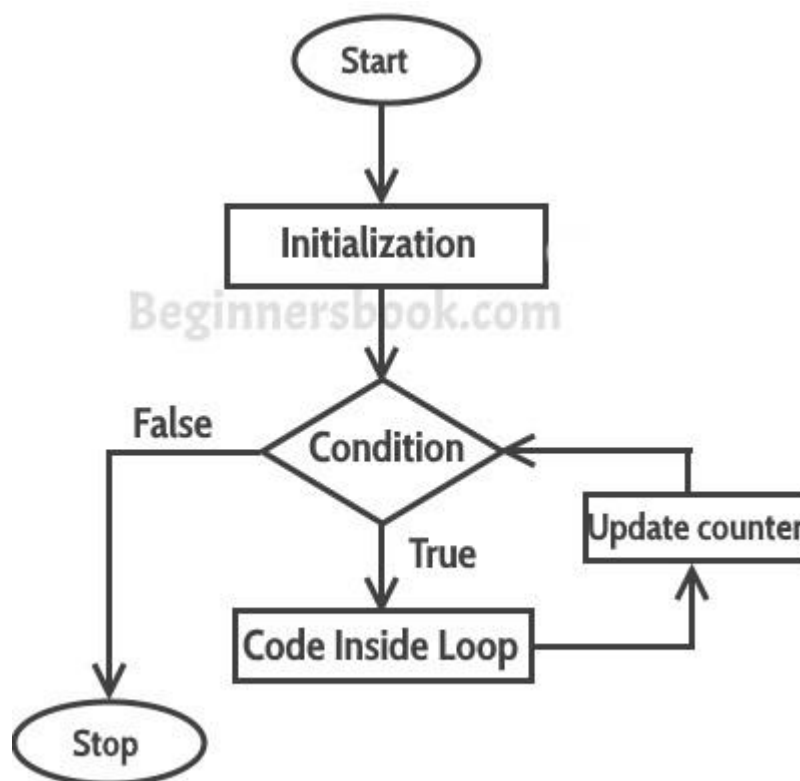 Start
Initialization
Beginnersbook.com
Condition
False
True
Update counter
Code Inside Loop
Stop